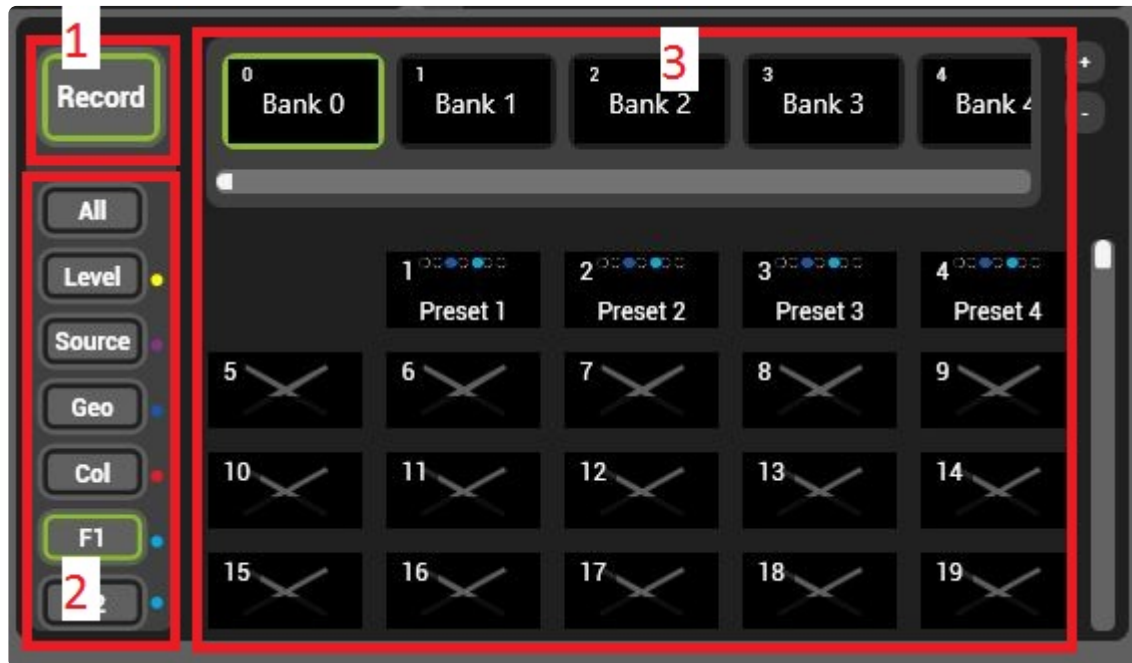 1
Record
3
0
Bank 0
1
Bank 1
2
Bank 2
3
Bank 3
4
Bank 4
+
-
All
Level
Source
Geo
Col
F1
2
1
Preset 1
2
Preset 2
3
Preset 3
4
Preset 4
5 6 7 8 9
10 11 12 13 14
15 16 17 18 19